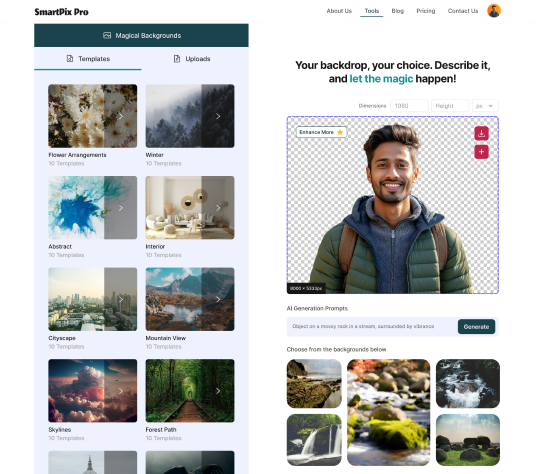 SmartPix Pro
About Us
Tools
Blog
Pricing
Contact Us
Magical Backgrounds
Templates
Uploads
Flower Arrangements
10 Templates
Winter
10 Templates
Abstract
10 Templates
Interior
10 Templates
Cityscape
10 Templates
Mountain View
10 Templates
Skylines
10 Templates
Forest Path
10 Templates
Your backdrop, your choice. Describe it,
and let the magic happen!
Dimensions
1080
Height
px
Enhance More
8000 × 5333px
AI Generation Prompts
Object on a mossy rock in a stream, surrounded by vibrance
Generate
Choose from the backgrounds below